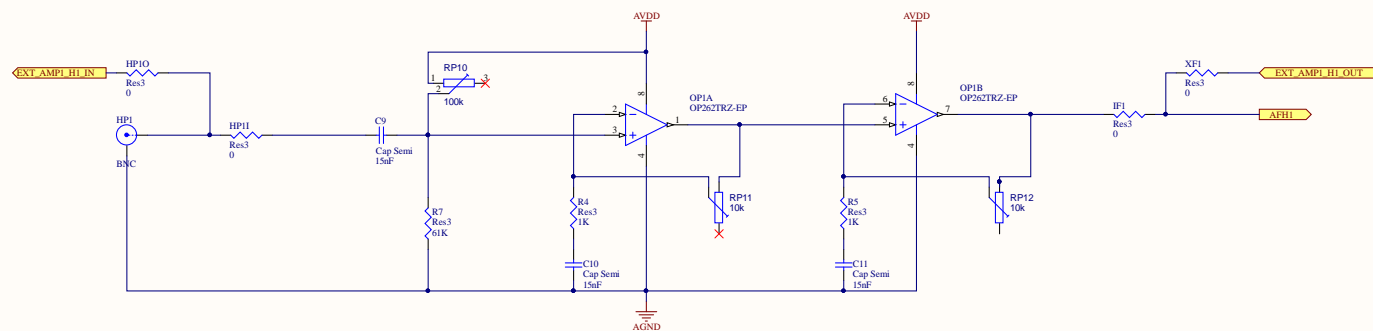 AVDD
AVDD
EXT_AMP1_H1_IN
HP1O
Res3
0
1
RP10
3
2
100k
XF1
Res3
0
EXT_AMP1_H1_OUT
HP1
BNC
HP1I
Res3
0
C9
Cap Semi
15nF
8
OP1A
OP262TRZ-EP
2
3
1
4
8
OP1B
OP262TRZ-EP
6
5
7
4
IF1
Res3
0
AFH1
R7
Res3
61K
R4
Res3
1K
RP11
10k
R5
Res3
1K
RP12
10k
C10
Cap Semi
15nF
C11
Cap Semi
15nF
AGND